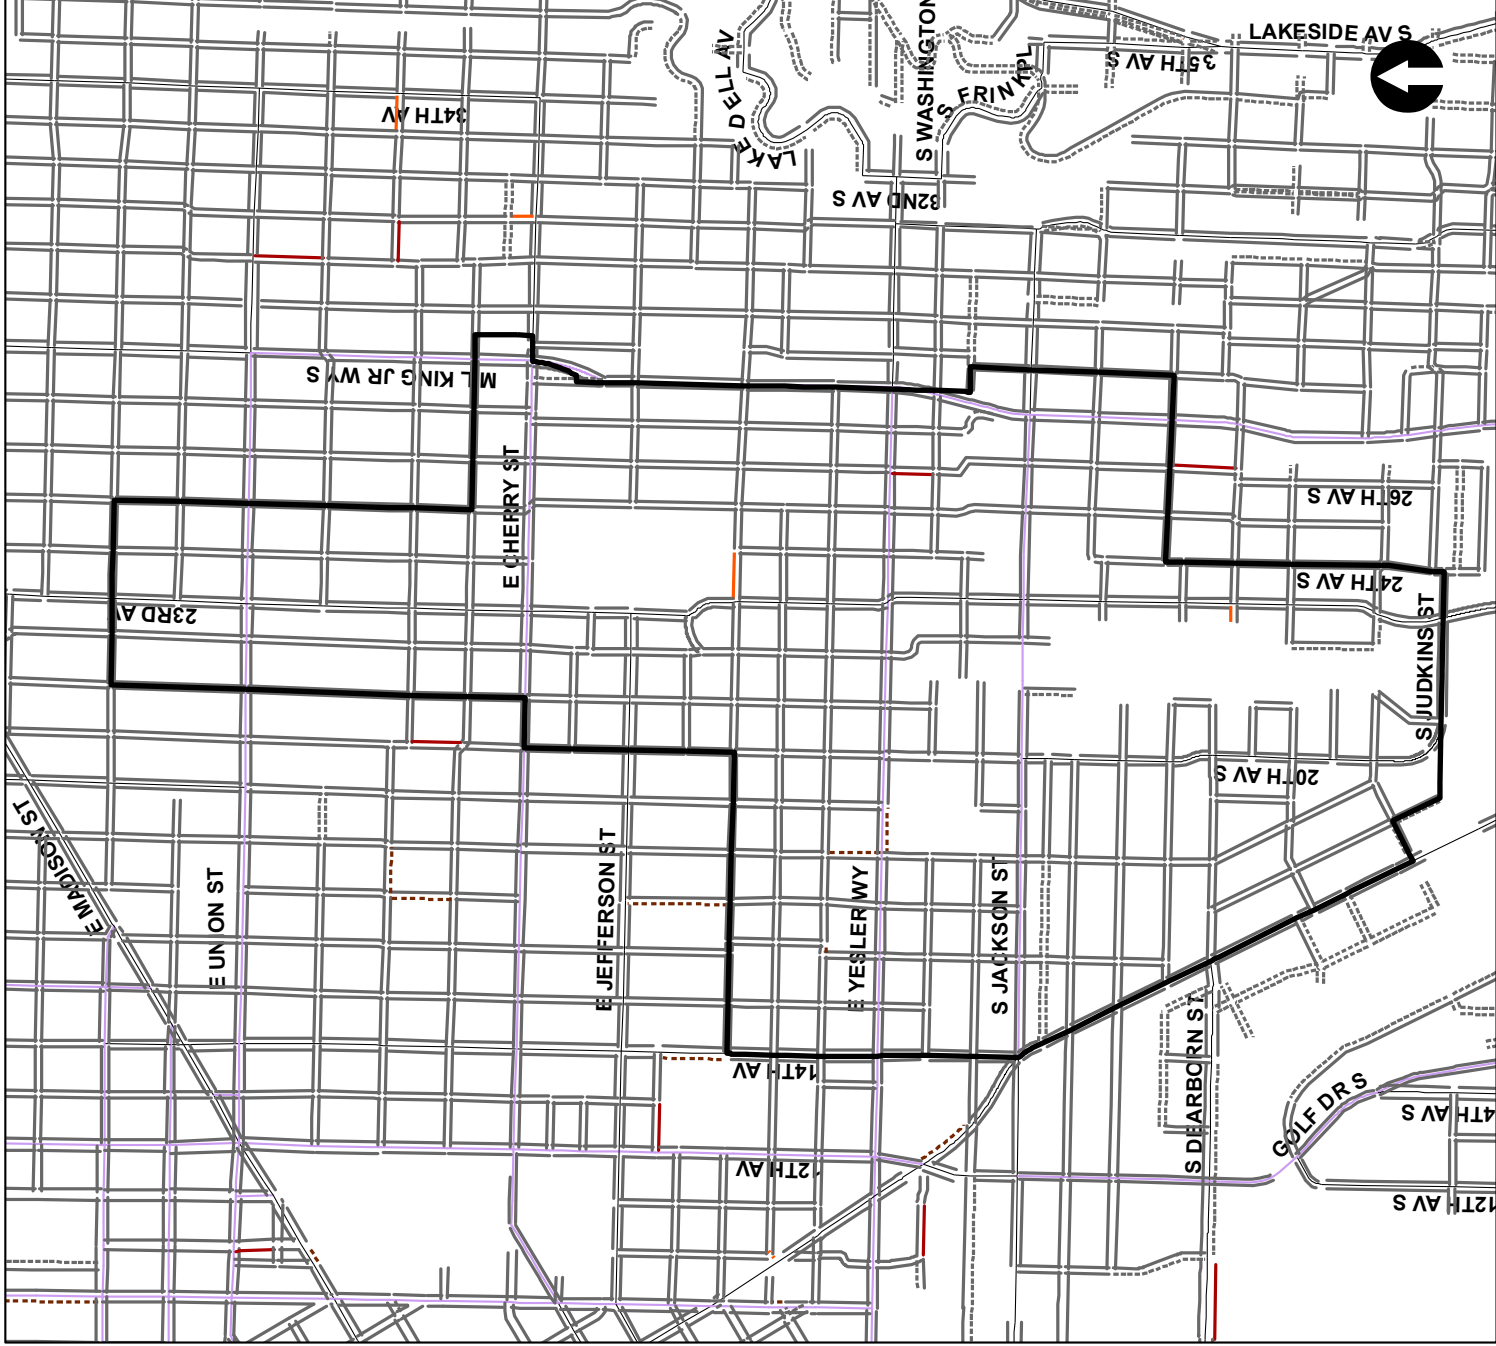 LAKESIDE AV S
35TH AV S
S WASHINGTON
S FRINK PL
LAKE DELL AV
LAKE
34TH AV
32ND AV S
M L KING JR WY S
E CHERRY ST
26TH AV S
24TH AV S
23RD AV
S JUDKINS ST
20TH AV S
E MADISON ST
E UNION ST
E JEFFERSON ST
E YESLER WY
S JACKSON ST
S DEARBORN ST
14TH AV
GOLF DR S
4TH AV S
12TH AV
12TH AV S